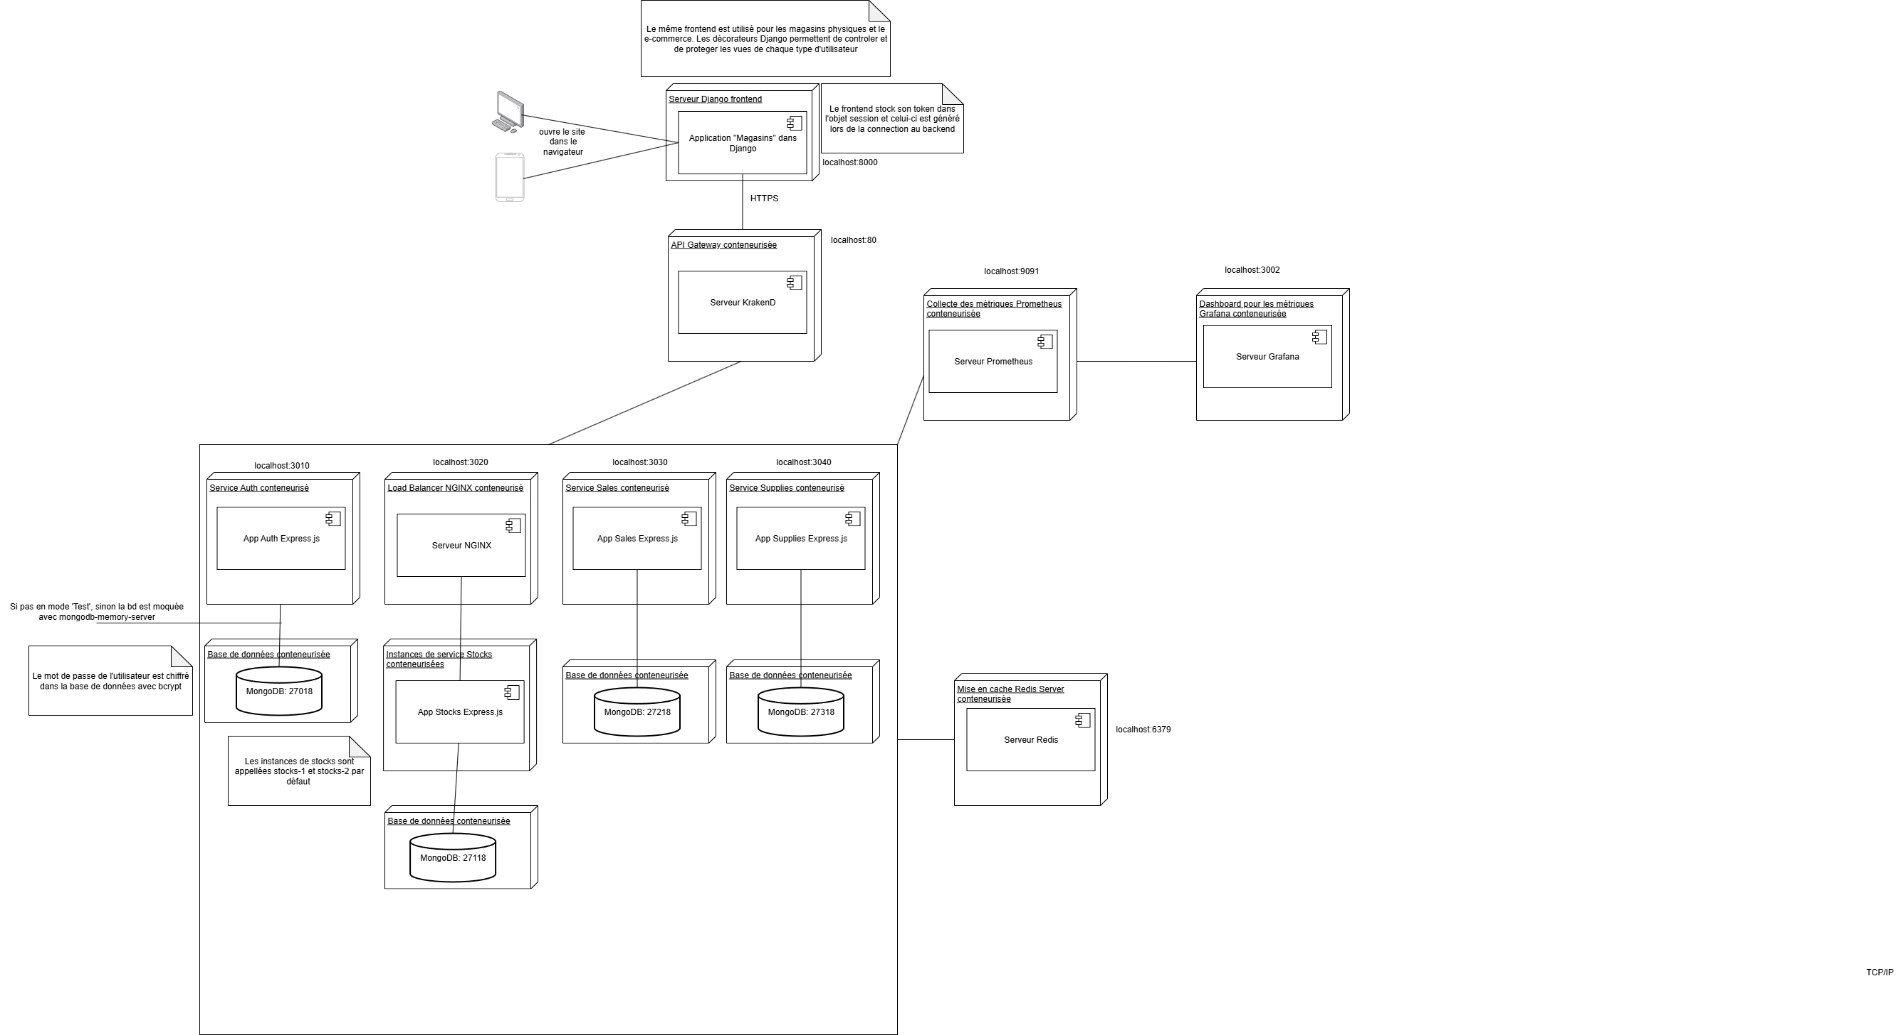 Le même frontend est utilisé pour les magasins physiques et le
e-commerce. Les décorateurs Django permettent de controler et
de proteger les vues de chaque type d'utilisateur
Serveur Django frontend
Application "Magasins" dans
Django
Le frontend stock son token dans
l'objet session et celui-ci est généré
lors de la connection au backend
localhost:8000
ouvre le site
dans le
navigateur
HTTPS
API Gateway conteneurisée
localhost:80
Serveur KrakenD
localhost:9091
Collecte des métriques Prometheus
conteneurisée
Serveur Prometheus
localhost:3002
Dashboard pour les métriques
Grafana conteneurisée
Serveur Grafana
localhost:3010
Service Auth conteneurisé
App Auth Express.js
localhost:3020
Load Balancer NGINX conteneurisé
Serveur NGINX
localhost:3030
Service Sales conteneurisé
App Sales Express.js
localhost:3040
Service Supplies conteneurisé
App Supplies Express.js
Si pas en mode 'Test', sinon la bd est moquée
avec mongodb-memory-server
Le mot de passe de l'utilisateur est chiffré
dans la base de données avec bcrypt
Base de données conteneurisée
MongoDB: 27018
Instances de service Stocks
conteneurisées
App Stocks Express.js
Base de données conteneurisée
MongoDB: 27218
Base de données conteneurisée
MongoDB: 27318
Mise en cache Redis Server
conteneurisée
Serveur Redis
localhost:6379
Les instances de stocks sont
appellées stocks-1 et stocks-2 par
défaut
Base de données conteneurisée
MongoDB: 27118
TCP/IP